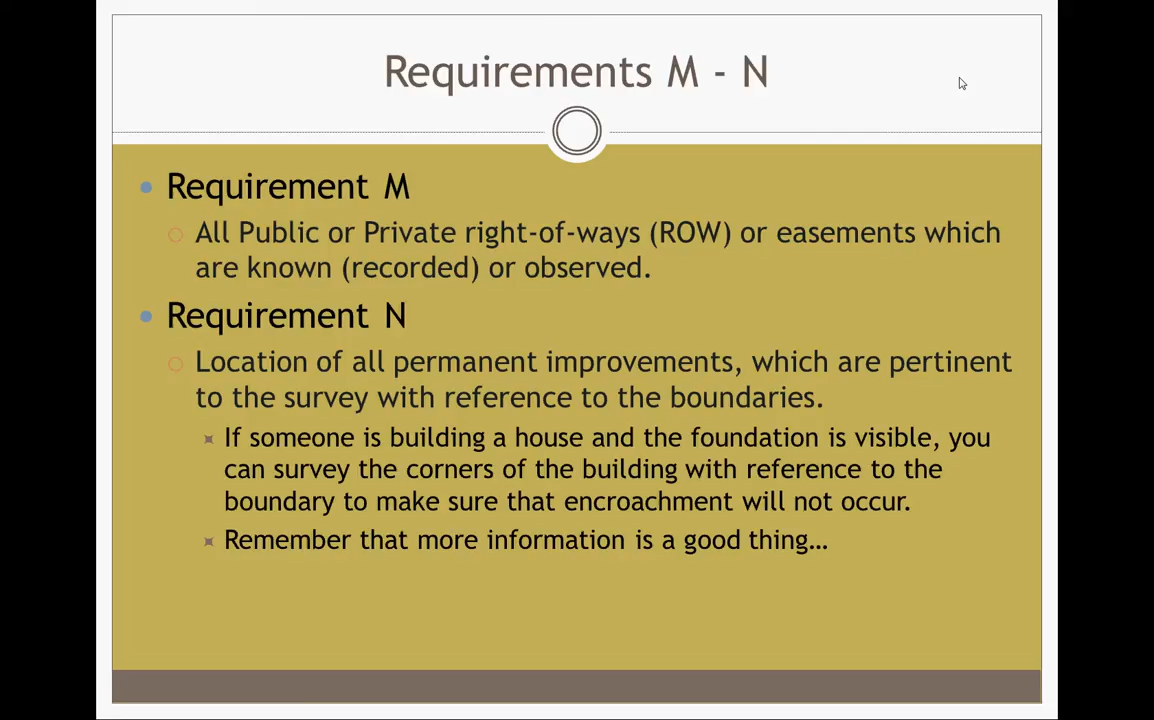 Requirements M - N
Requirement M
All Public or Private right-of-ways (ROW) or easements which
are known (recorded) or observed.
Requirement N
Location of all permanent improvements, which are pertinent
to the survey with reference to the boundaries.
If someone is building a house and the foundation is visible, you
can survey the corners of the building with reference to the
boundary to make sure that encroachment will not occur.
Remember that more information is a good thing…